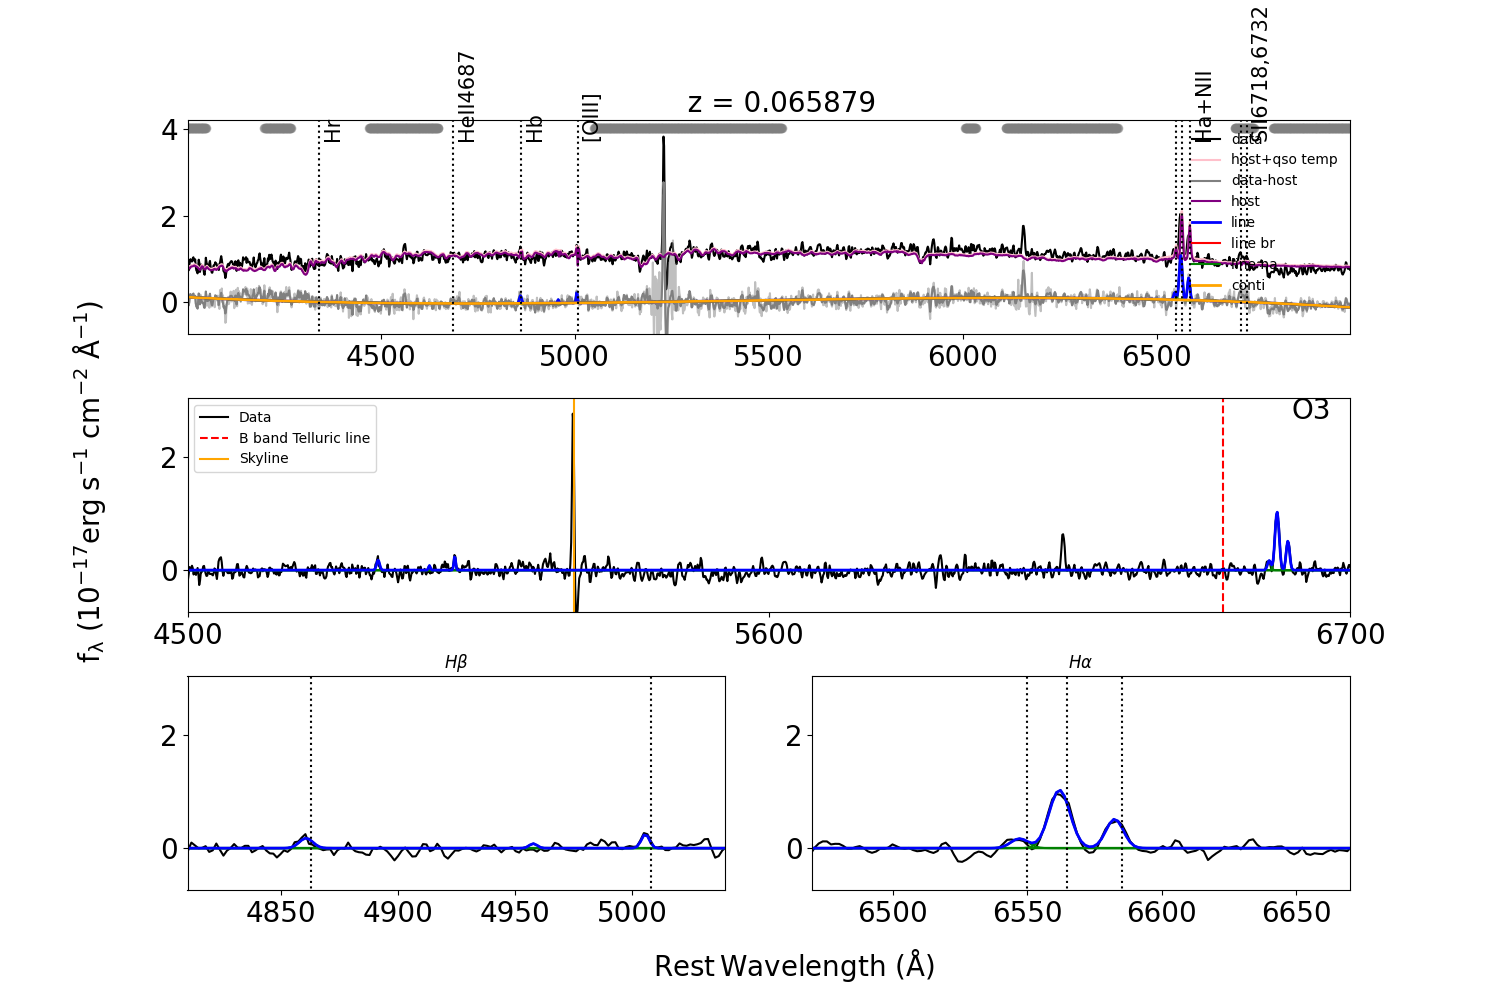 z = 0.065879
Hr
HeII4687
Hb
[OIII]
Ha+NII
SII6718,6732
4
2
0
data
host+qso temp
data-host
host
line
line br
conti
4500 5000 5500 6000 6500
fλ (10−17erg s−1 cm−2 Å−1)
Data
B band Telluric line
Skyline
O3
2
0
4500 5600 6700
Hβ
2
0
4850 4900 4950 5000
Hα
2
0
6500 6550 6600 6650
Rest Wavelength (Å)